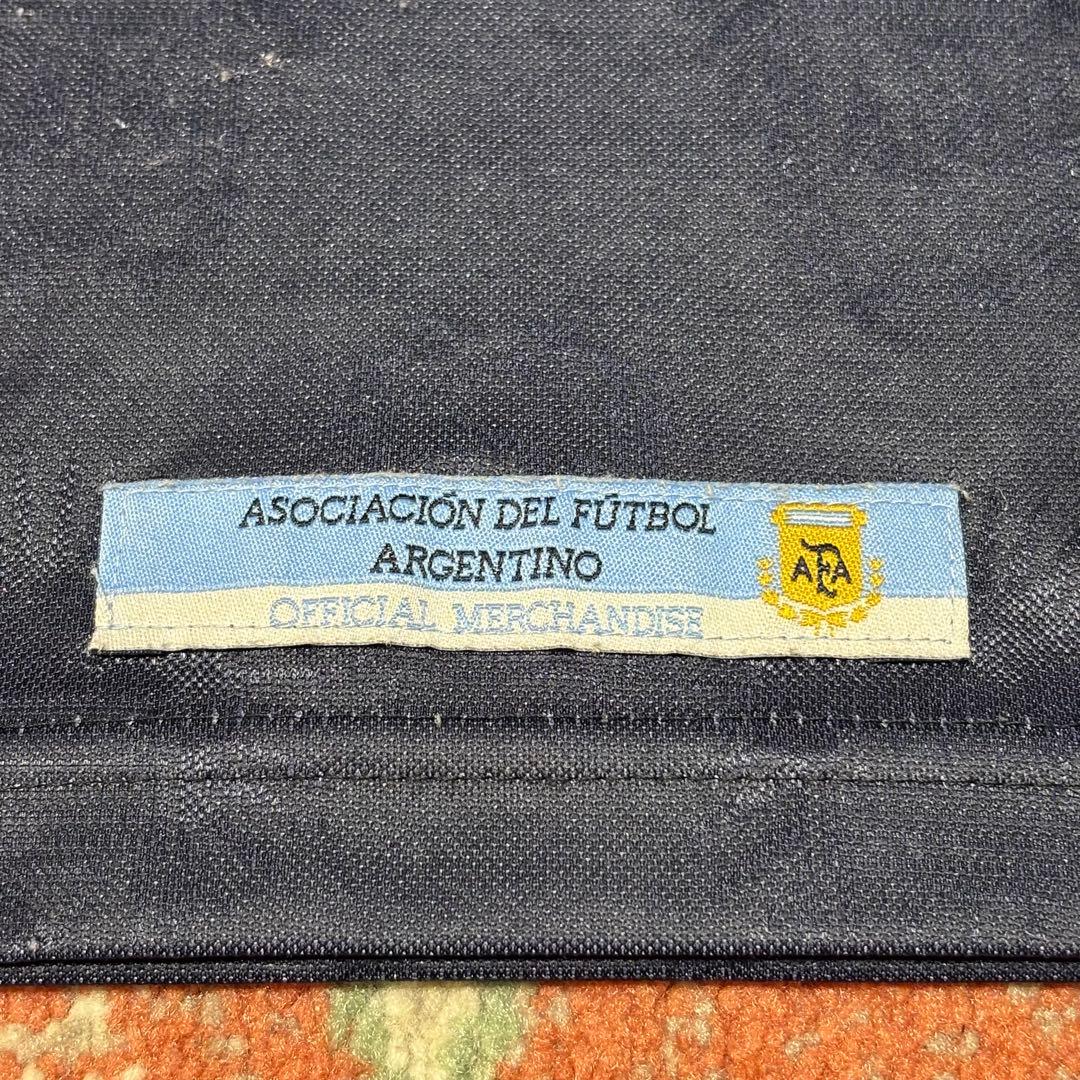 ASOCIACIÓN DEL FÚTBOL
ARGENTINO
OFFICIAL MERCHANDISE
AFA